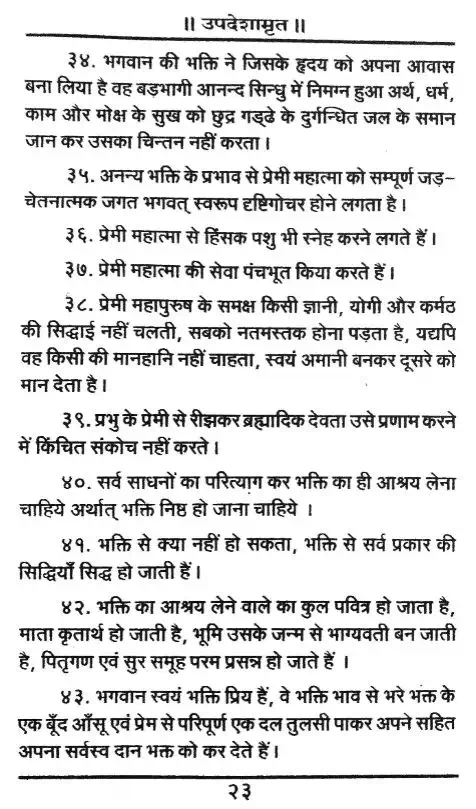 ॥ उपदेशामृत ॥
३४. भगवान की भक्ति ने जिसके हृदय को अपना आवास
बना लिया है वह बड़भागी आनन्द सिन्धु में निमग्न हुआ अर्थ, धर्म,
काम और मोक्ष के सुख को छुद्र गड्ढे के दुर्गन्धित जल के समान
जान कर उसका चिन्तन नहीं करता ।
३५. अनन्य भक्ति के प्रभाव से प्रेमी महात्मा को सम्पूर्ण जड़-
चेतनात्मक जगत भगवत् स्वरूप दृष्टिगोचर होने लगता है ।
३६. प्रेमी महात्मा से हिंसक पशु भी स्नेह करने लगते हैं ।
३७. प्रेमी महात्मा की सेवा पंचभूत किया करते हैं ।
३८. प्रेमी महापुरुष के समक्ष किसी ज्ञानी, योगी और कर्मठ
की सिद्धाई नहीं चलती, सबको नतमस्तक होना पड़ता है, यद्यपि
वह किसी की मानहानि नहीं चाहता, स्वयं अमानी बनकर दूसरे को
मान देता है ।
३९. प्रभु के प्रेमी से रीझकर ब्रह्मादिक देवता उसे प्रणाम करने
में किंचित संकोच नहीं करते ।
४०. सर्व साधनों का परित्याग कर भक्ति का ही आश्रय लेना
चाहिये अर्थात् भक्ति निष्ठ हो जाना चाहिये ।
४१. भक्ति से क्या नहीं हो सकता, भक्ति से सर्व प्रकार की
सिद्धियाँ सिद्ध हो जाती हैं ।
४२. भक्ति का आश्रय लेने वाले का कुल पवित्र हो जाता है,
माता कृतार्थ हो जाती है, भूमि उसके जन्म से भाग्यवती बन जाती
है, पितृगण एवं सुर समूह परम प्रसन्न हो जाते हैं ।
४३. भगवान स्वयं भक्ति प्रिय हैं, वे भक्ति भाव से भरे भक्त के
एक बूँद आँसू एवं प्रेम से परिपूर्ण एक दल तुलसी पाकर अपने सहित
अपना सर्वस्व दान भक्त को कर देते हैं ।
२३